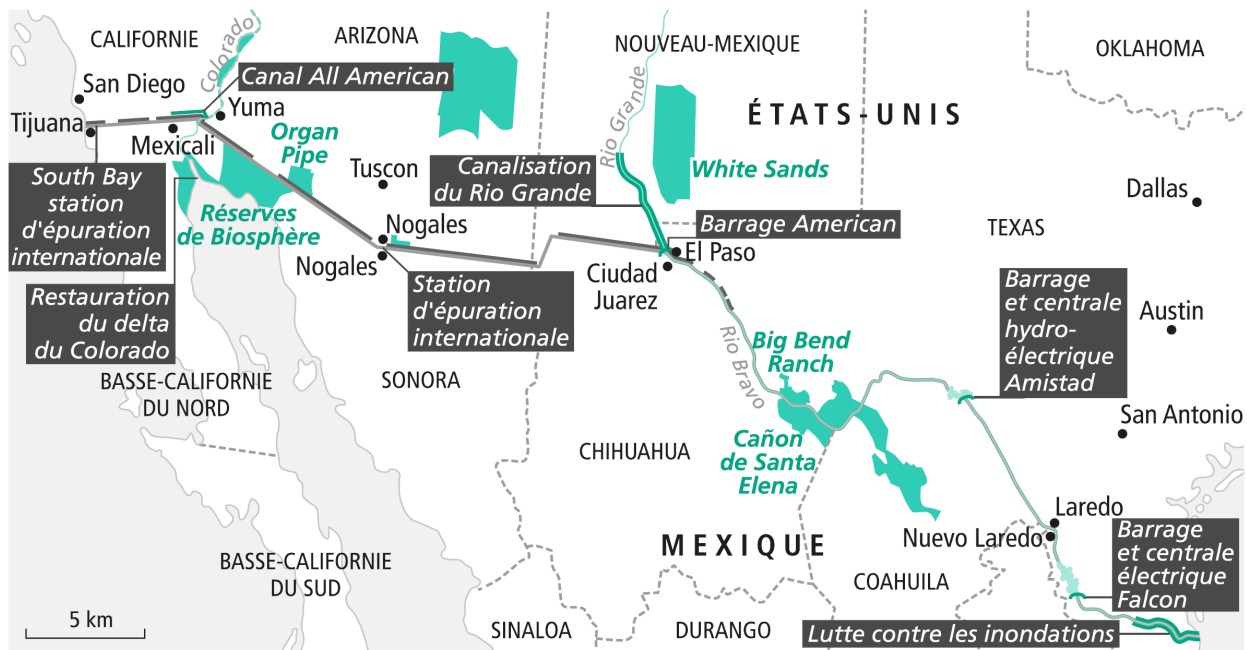 CALIFORNIE
ARIZONA
NOUVEAU-MEXIQUE
OKLAHOMA
San Diego
Colorado
Canal All American
Tijuana
Yuma
Mexicali
Organ
Pipe
Rio Grande
ÉTATS-UNIS
South Bay
station
d'épuration
internationale
Tuscon
Canalisation
du Rio Grande
White Sands
Dallas
Réserves
de Biosphère
Nogales
Nogales
Barrage American
TEXAS
El Paso
Ciudad
Juarez
Restauration
du delta
du Colorado
Station
d'épuration
internationale
Barrage
et centrale
hydro-
électrique
Amistad
Austin
Rio Bravo
Big Bend
Ranch
BASSE-CALIFORNIE
DU NORD
SONORA
San Antonio
CHIHUAHUA
Cañon
de Santa
Elena
Laredo
Nuevo Laredo
MEXIQUE
Barrage
et centrale
électrique
Falcon
BASSE-CALIFORNIE
DU SUD
COAHUILA
5 km
SINALOA
DURANGO
Lutte contre les inondations